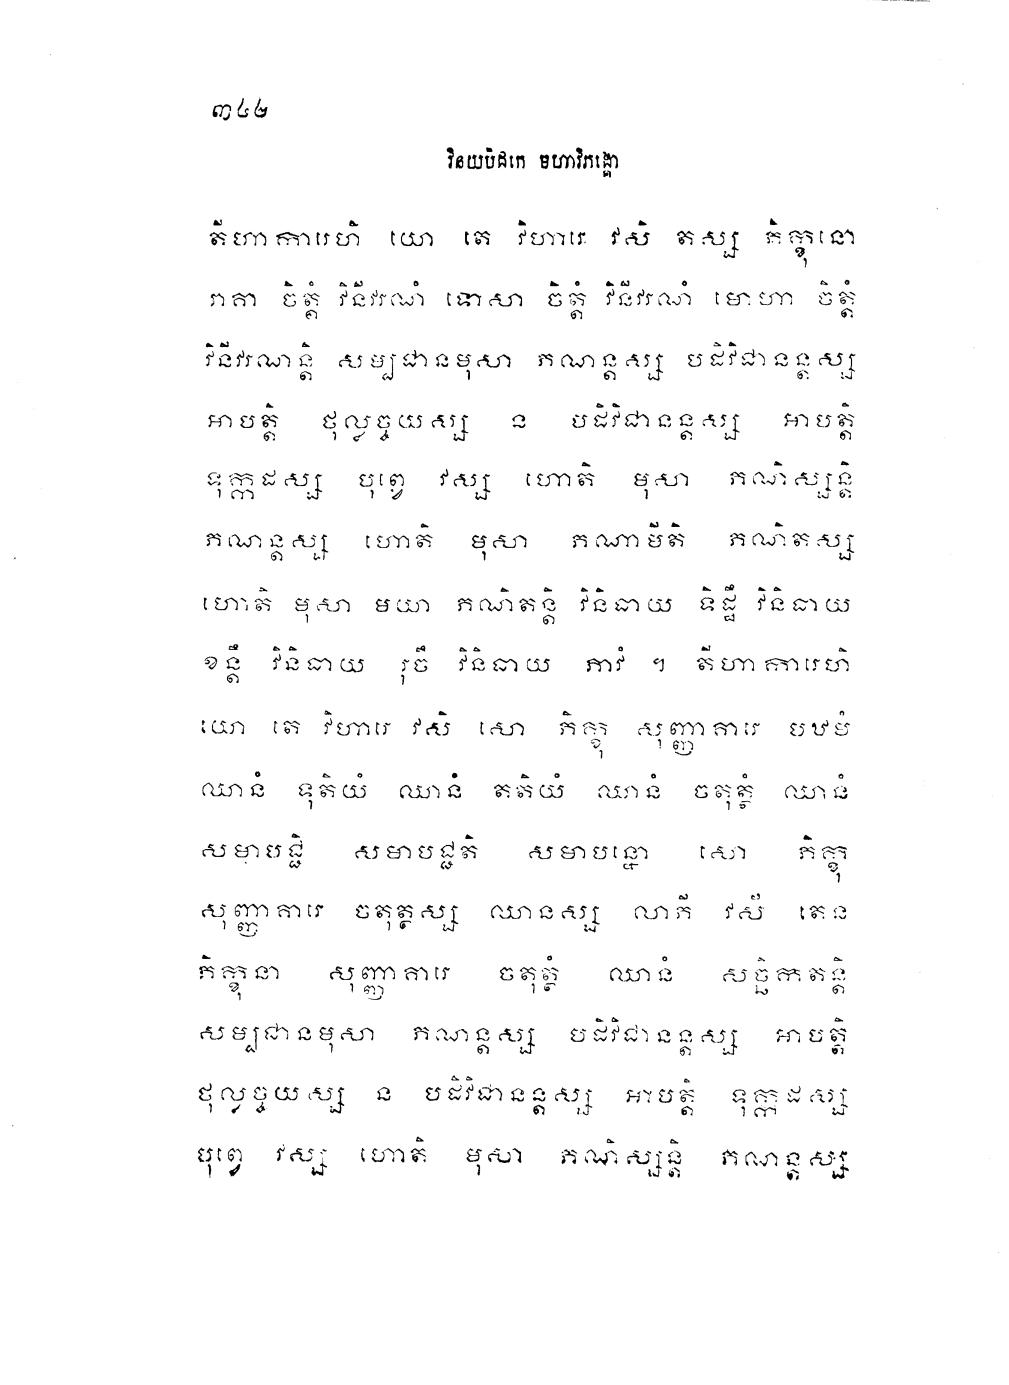 ៣៤២
វិនយបិដកេ មហាវិភង្គោ
តីហាការេហិ យោ តេ វិហារេ វសិ តស្ស ភិក្ខុនោ
រាគា ចិត្តំ វិនីវរណំ ទោសា ចិត្តំ វិនីវរណំ មោហា ចិត្តំ
វិនីវរណន្តិ សម្បជានមុសា ភណន្តស្ស បដិវិជានន្តស្ស
អាបត្តិ ថុល្លច្ចយស្ស ន បដិវិជានន្តស្ស អាបត្តិ
ទុក្កដស្ស បុព្វេ វស្ស ហោតិ មុសា ភណិស្សន្តិ
ភណន្តស្ស ហោតិ មុសា ភណាមីតិ ភណិតស្ស
ហោតិ មុសា មយា ភណិតន្តិ វិនិធាយ ទិដ្ឋឹ វិនិធាយ
ខន្តឹ វិនិធាយ រុចឹ វិនិធាយ ភាវំ ។ តីហាការេហិ
យោ តេ វិហារេ វសិ សោ ភិក្ខុ សុញ្ញាគារេ បឋមំ
ឈានំ ទុតិយំ ឈានំ តតិយំ ឈានំ ចតុត្ថំ ឈានំ
សមាបជ្ជិ សមាបជ្ជតិ សមាបន្នោ សោ ភិក្ខុ
សុញ្ញាគារេ ចតុត្ថស្ស ឈានស្ស លាភី វសី តេន
ភិក្ខុនា សុញ្ញាគារេ ចតុត្ថំ ឈានំ សច្ឆិកតន្តិ
សម្បជានមុសា ភណន្តស្ស បដិវិជានន្តស្ស អាបត្តិ
ថុល្លច្ចយស្ស ន បដិវិជានន្តស្ស អាបត្តិ ទុក្កដស្ស
បុព្វេ វស្ស ហោតិ មុសា ភណិស្សន្តិ ភណន្តស្ស